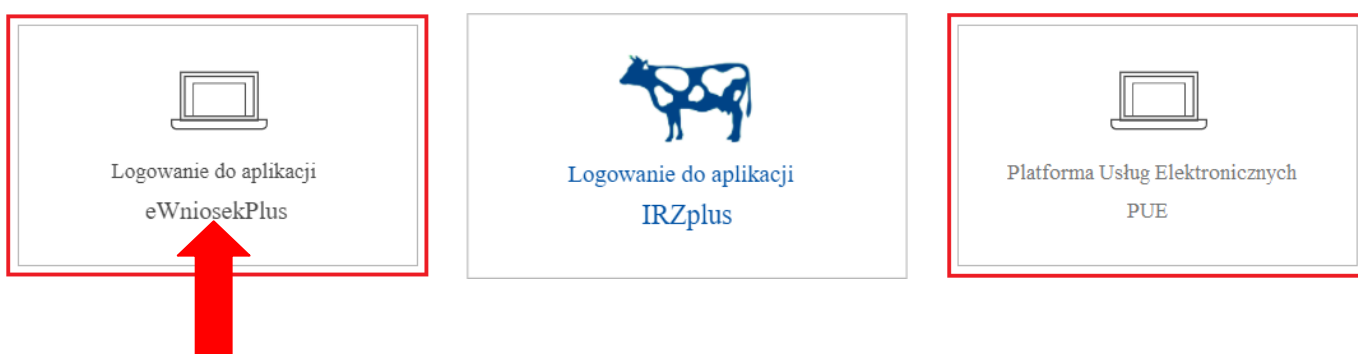 Logowanie do aplikacji
eWniosekPlus
Logowanie do aplikacji
IRZplus
Platforma Usług Elektronicznych
PUE